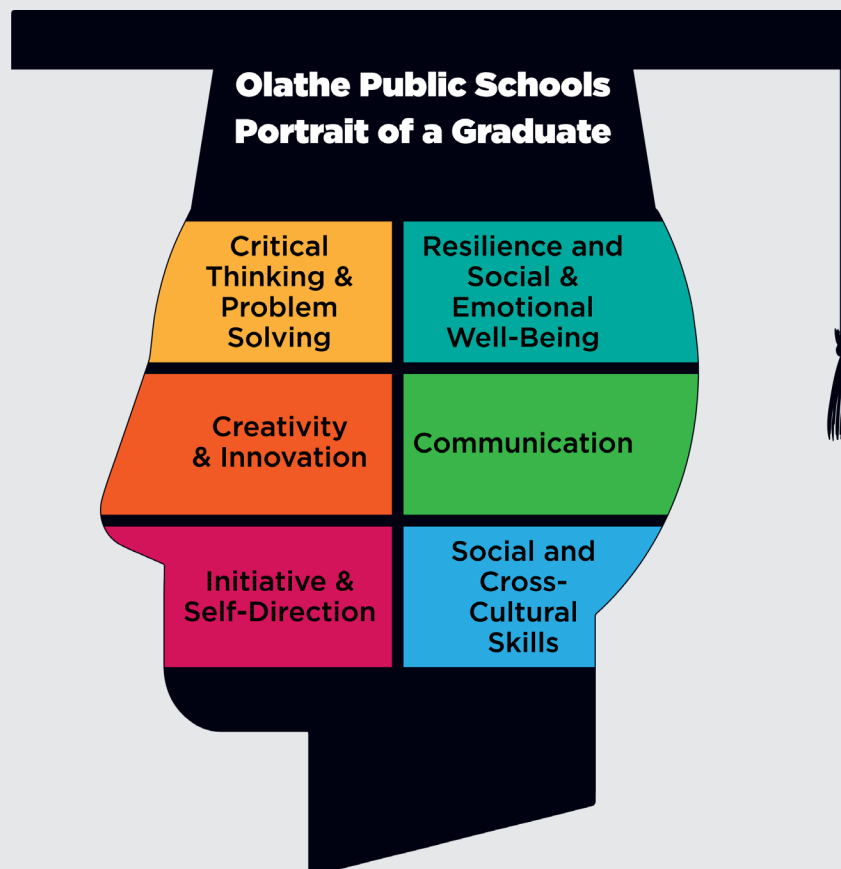 Olathe Public Schools
Portrait of a Graduate
Critical
Thinking &
Problem
Solving
Resilience and
Social &
Emotional
Well-Being
Creativity
& Innovation
Communication
Initiative &
Self-Direction
Social and
Cross-
Cultural
Skills